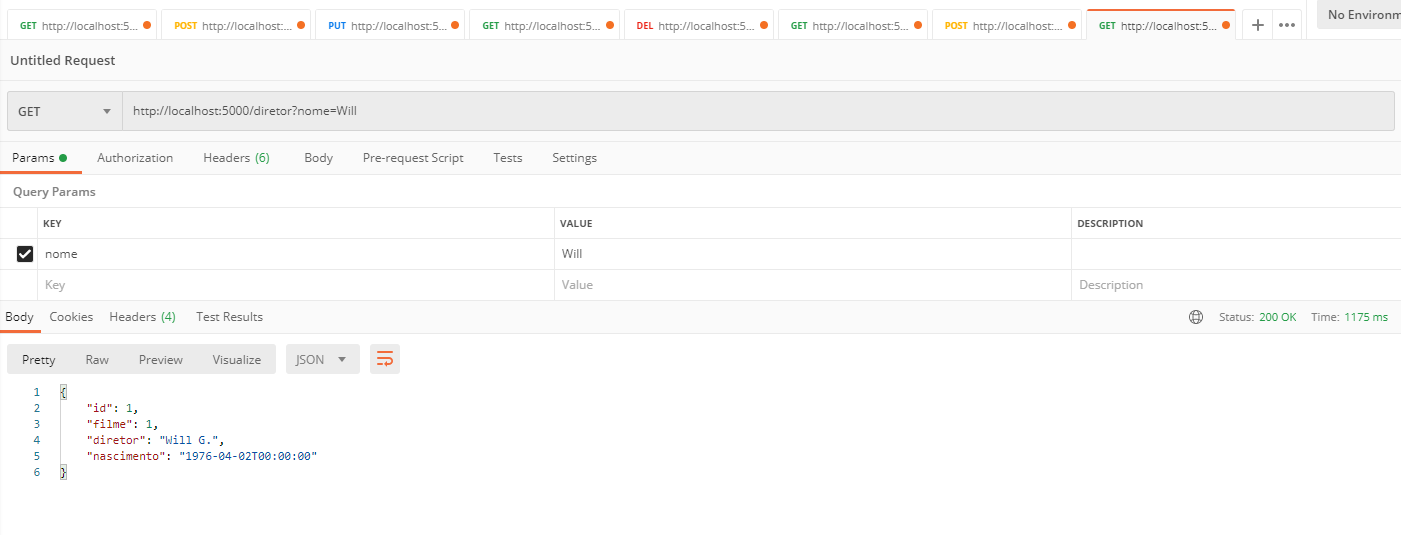 GET http://localhost:5... POST http://localhost:... PUT http://localhost:5... GET http://localhost:5... DEL http://localhost:5... GET http://localhost:5... POST http://localhost:... GET http://localhost:5... + ••• No Environm
Untitled Request
GET http://localhost:5000/diretor?nome=Will
Params Authorization Headers (6) Body Pre-request Script Tests Settings
Query Params
KEY VALUE DESCRIPTION
nome Will
Key Value Description
Body Cookies Headers (4) Test Results Status: 200 OK Time: 1175 ms
Pretty Raw Preview Visualize JSON
1 {
2 "id": 1,
3 "filme": 1,
4 "diretor": "Will G.",
5 "nascimento": "1976-04-02T00:00:00"
6 }